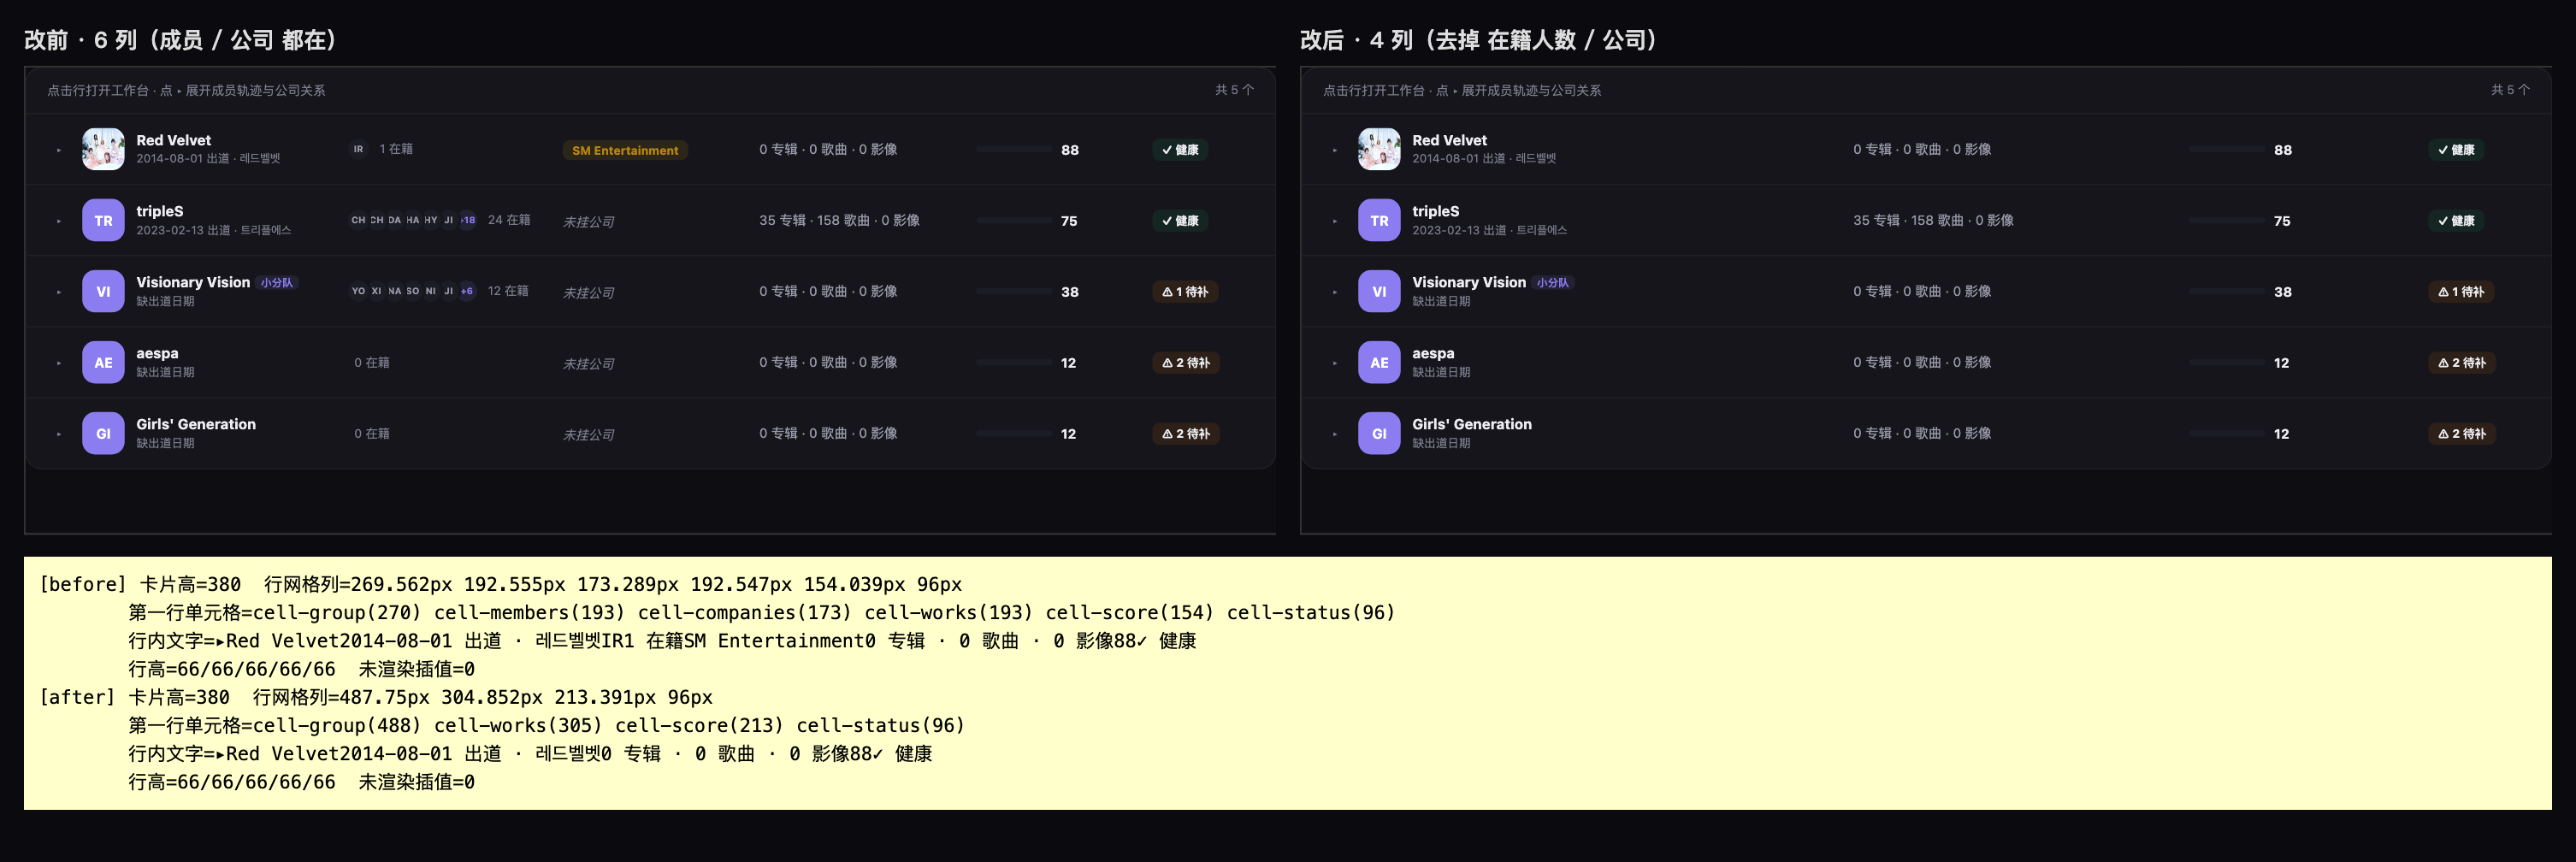 改前 · 6 列（成员 / 公司 都在）
点击行打开工作台 · 点 ▸ 展开成员轨迹与公司关系 共 5 个
▸ Red Velvet IR 1 在籍 SM Entertainment 0 专辑 · 0 歌曲 · 0 影像 88 ✓ 健康
2014-08-01 出道 · 레드벨벳
▸ TR tripleS CH CH DA HA HY JI +18 24 在籍 未挂公司 35 专辑 · 158 歌曲 · 0 影像 75 ✓ 健康
2023-02-13 出道 · 트리플에스
▸ VI Visionary Vision 小分队 YO XI NA SO NI JI +6 12 在籍 未挂公司 0 专辑 · 0 歌曲 · 0 影像 38 ⚠ 1 待补
缺出道日期
▸ AE aespa 0 在籍 未挂公司 0 专辑 · 0 歌曲 · 0 影像 12 ⚠ 2 待补
缺出道日期
▸ GI Girls' Generation 0 在籍 未挂公司 0 专辑 · 0 歌曲 · 0 影像 12 ⚠ 2 待补
缺出道日期
改后 · 4 列（去掉 在籍人数 / 公司）
点击行打开工作台 · 点 ▸ 展开成员轨迹与公司关系 共 5 个
▸ Red Velvet 0 专辑 · 0 歌曲 · 0 影像 88 ✓ 健康
2014-08-01 出道 · 레드벨벳
▸ TR tripleS 35 专辑 · 158 歌曲 · 0 影像 75 ✓ 健康
2023-02-13 出道 · 트리플에스
▸ VI Visionary Vision 小分队 0 专辑 · 0 歌曲 · 0 影像 38 ⚠ 1 待补
缺出道日期
▸ AE aespa 0 专辑 · 0 歌曲 · 0 影像 12 ⚠ 2 待补
缺出道日期
▸ GI Girls' Generation 0 专辑 · 0 歌曲 · 0 影像 12 ⚠ 2 待补
缺出道日期
[before] 卡片高=380 行网格列=269.562px 192.555px 173.289px 192.547px 154.039px 96px
第一行单元格=cell-group(270) cell-members(193) cell-companies(173) cell-works(193) cell-score(154) cell-status(96)
行内文字=▸Red Velvet2014-08-01 出道 · 레드벨벳IR1 在籍SM Entertainment0 专辑 · 0 歌曲 · 0 影像88✓ 健康
行高=66/66/66/66/66 未渲染插值=0
[after] 卡片高=380 行网格列=487.75px 304.852px 213.391px 96px
第一行单元格=cell-group(488) cell-works(305) cell-score(213) cell-status(96)
行内文字=▸Red Velvet2014-08-01 出道 · 레드벨벳0 专辑 · 0 歌曲 · 0 影像88✓ 健康
行高=66/66/66/66/66 未渲染插值=0